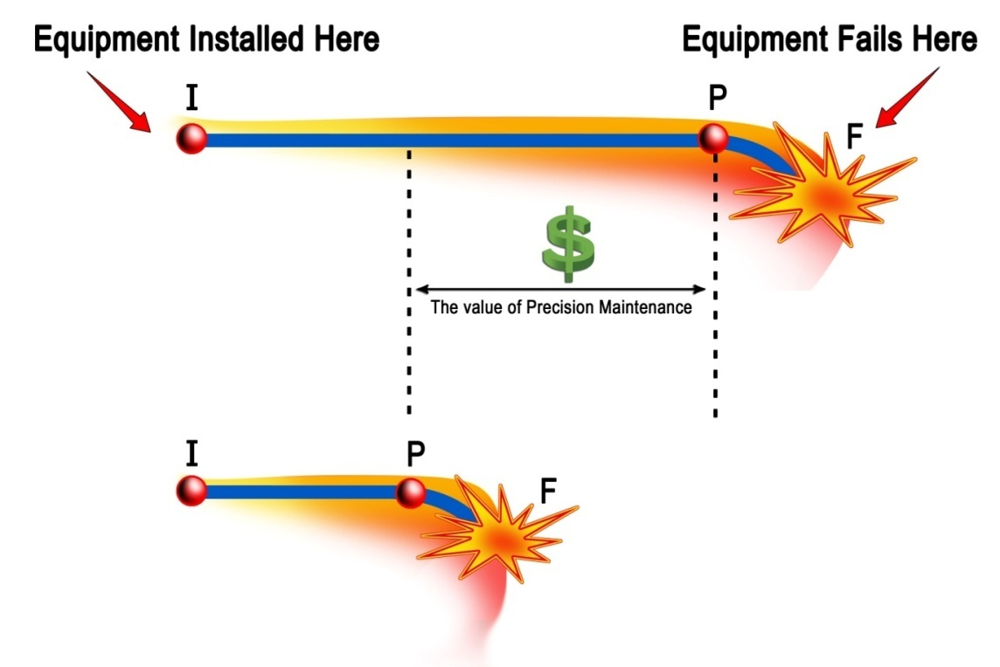 Equipment Installed Here
Equipment Fails Here
I
P
F
$
The value of Precision Maintenance
I
P
F